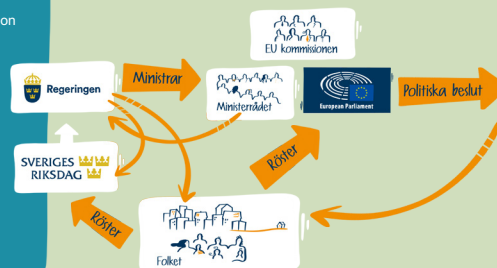 on
EU kommissionen
Regeringen
Ministrar
Ministerrådet
European Parliament
Politiska beslut
SVERIGES
RIKSDAG
Röster
Röster
Folket